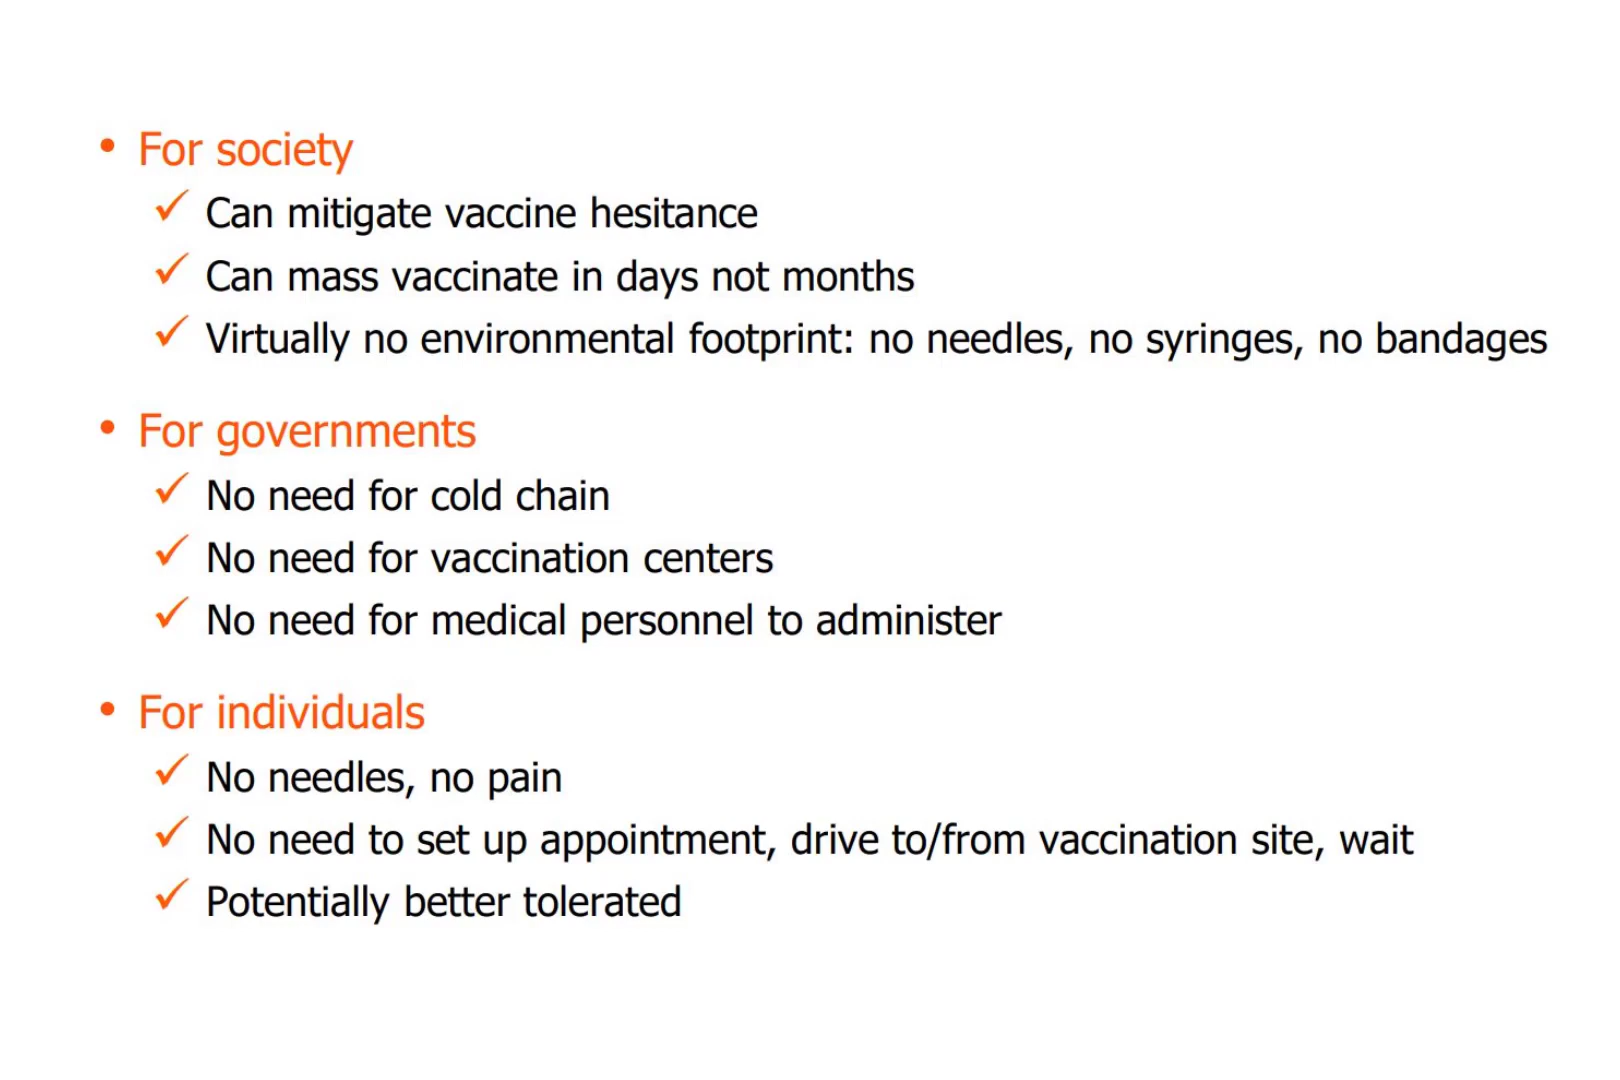 • For society
✓ Can mitigate vaccine hesitance
✓ Can mass vaccinate in days not months
✓ Virtually no environmental footprint: no needles, no syringes, no bandages
• For governments
✓ No need for cold chain
✓ No need for vaccination centers
✓ No need for medical personnel to administer
• For individuals
✓ No needles, no pain
✓ No need to set up appointment, drive to/from vaccination site, wait
✓ Potentially better tolerated